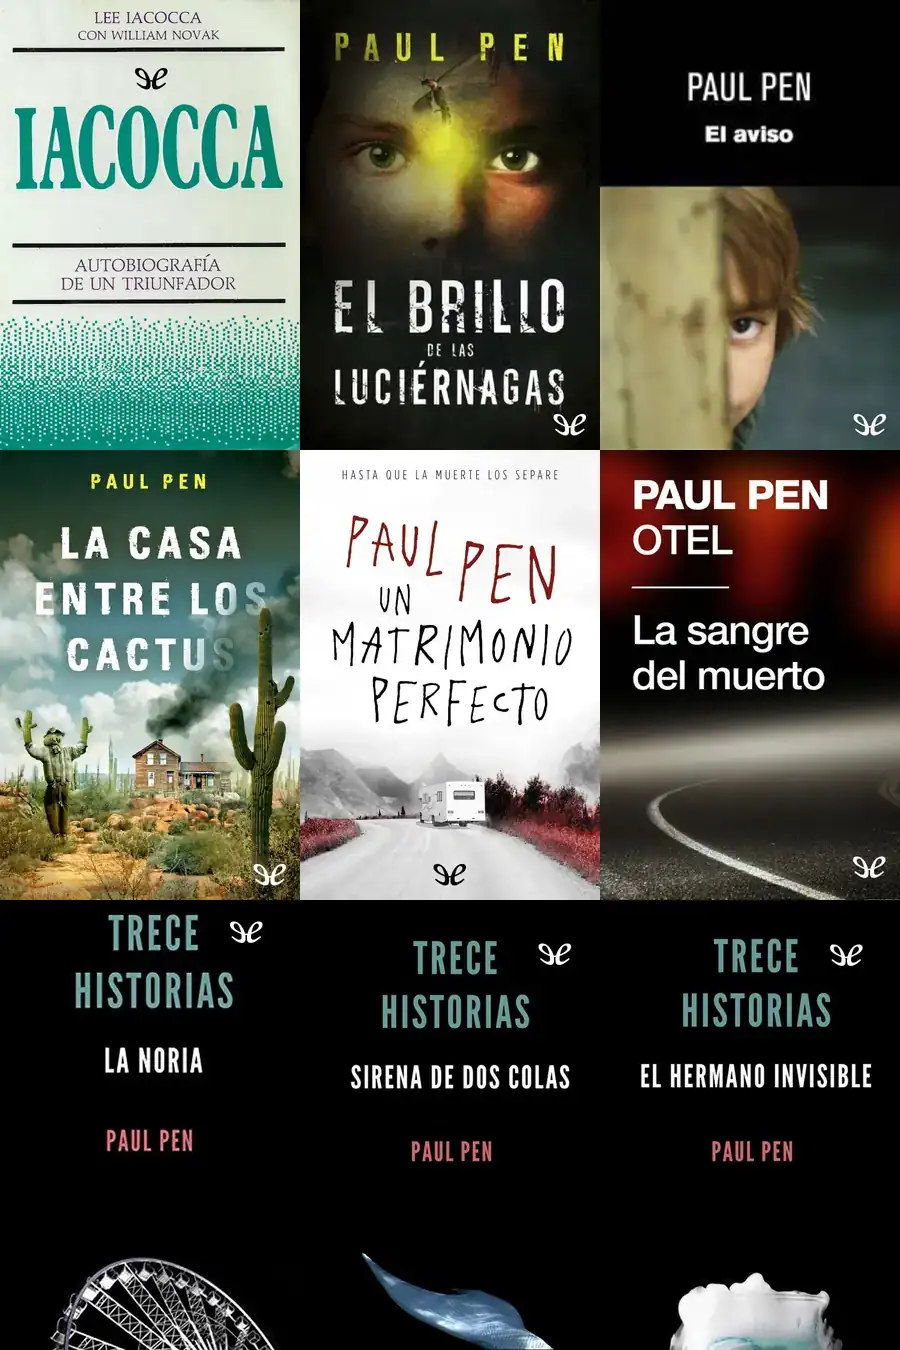 LEE IACOCCA
CON WILLIAM NOVAK
IACOCCA
AUTOBIOGRAFÍA
DE UN TRIUNFADOR
PAUL PEN
EL BRILLO
DE LAS
LUCIÉRNAGAS
PAUL PEN
El aviso
PAUL PEN
LA CASA
ENTRE LOS
CACTUS
HASTA QUE LA MUERTE LOS SEPARE
PAUL PEN
UN
MATRIMONIO
PERFECTO
PAUL PEN
OTEL
La sangre
del muerto
TRECE
HISTORIAS
LA NORIA
PAUL PEN
TRECE
HISTORIAS
SIRENA DE DOS COLAS
PAUL PEN
TRECE
HISTORIAS
EL HERMANO INVISIBLE
PAUL PEN